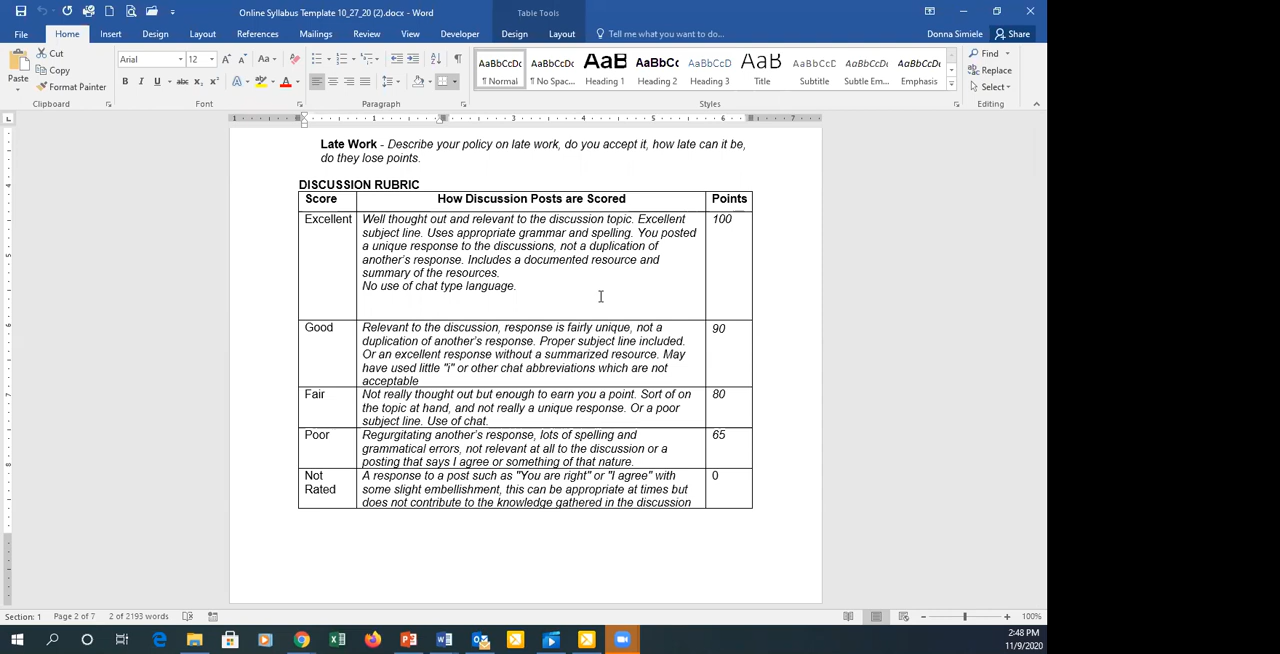 Online Syllabus Template 10_27_20 (2).docx - Word
Table Tools
File Home Insert Design Layout References Mailings Review View Developer Design Layout Tell me what you want to do... Donna Simiele Share
Paste
Cut
Copy
Format Painter
Clipboard
Arial 12
Font
Paragraph
AaBbCcDc AaBbCcDc AaB AaBbCc AaBbCcD AaB AaBbCcD AaBbCcDc AaBbCcDc
¶ Normal ¶ No Spac... Heading 1 Heading 2 Heading 3 Title Subtitle Subtle Em... Emphasis
Styles
Find
Replace
Select
Editing
Late Work - Describe your policy on late work, do you accept it, how late can it be,
do they lose points.
DISCUSSION RUBRIC
Score How Discussion Posts are Scored Points
Excellent Well thought out and relevant to the discussion topic. Excellent 100
subject line. Uses appropriate grammar and spelling. You posted
a unique response to the discussions, not a duplication of
another's response. Includes a documented resource and
summary of the resources.
No use of chat type language.
Good Relevant to the discussion, response is fairly unique, not a 90
duplication of another's response. Proper subject line included.
Or an excellent response without a summarized resource. May
have used little "i" or other chat abbreviations which are not
acceptable
Fair Not really thought out but enough to earn you a point. Sort of on 80
the topic at hand, and not really a unique response. Or a poor
subject line. Use of chat.
Poor Regurgitating another's response, lots of spelling and 65
grammatical errors, not relevant at all to the discussion or a
posting that says I agree or something of that nature.
Not A response to a post such as "You are right" or "I agree" with 0
Rated some slight embellishment, this can be appropriate at times but
does not contribute to the knowledge gathered in the discussion
Section: 1 Page 2 of 7 2 of 2193 words 100%
2:48 PM
11/9/2020